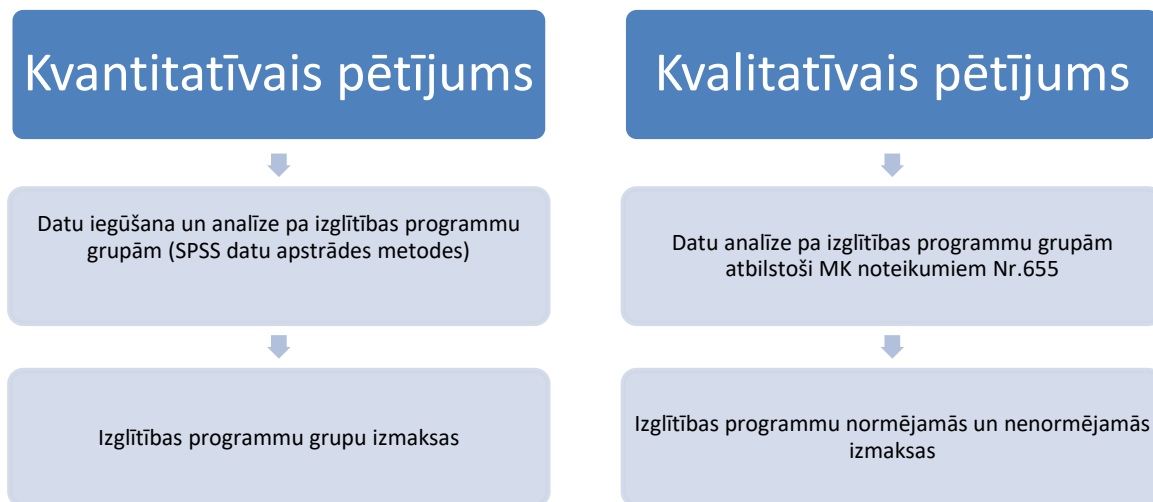 Kvantitatīvais pētījums
Datu iegūšana un analīze pa izglītības programmu
grupām (SPSS datu apstrādes metodes)
Izglītības programmu grupu izmaksas
Kvalitatīvais pētījums
Datu analīze pa izglītības programmu grupām
atbilstoši MK noteikumiem Nr.655
Izglītības programmu normējamās un nenormējamās
izmaksas